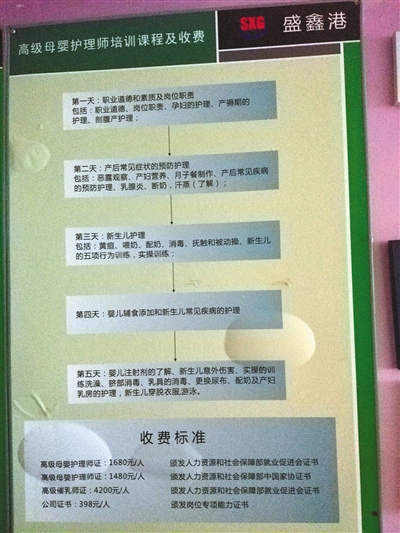 高级母婴护理师培训课程及收费
SXG 盛鑫港
第一天：职业道德和素质及岗位职责
包括：职业道德、岗位职责、孕妇的护理、产褥期的
护理、剖腹产护理；
第二天：产后常见症状的预防护理
包括：恶露观察、产妇营养、月子餐制作、产后常见疾病
的预防护理、乳腺炎、断奶，汗蒸（了解）；
第三天：新生儿护理
包括：黄疸、喂奶、配奶、消毒、抚触和被动操、新生儿
的五项行为训练，实操训练；
第四天：婴儿辅食添加和新生儿常见疾病的护理
第五天：婴儿注射剂的了解、新生儿意外伤害、实操的训
练洗澡、脐部消毒、乳具的消毒、更换尿布、配奶及产妇
乳房的护理，新生儿穿脱衣服,游泳。
收费标准
高级母婴护理师证：1680元/人 颁发人力资源和社会保障部就业促进会证书
高级母婴护理师证：1480元/人 颁发人力资源和社会保障部中国家协证书
高级催乳师证：4200元/人 颁发人力资源和社会保障部就业促进会证书
公司证书：398元/人 颁发岗位专项能力证书